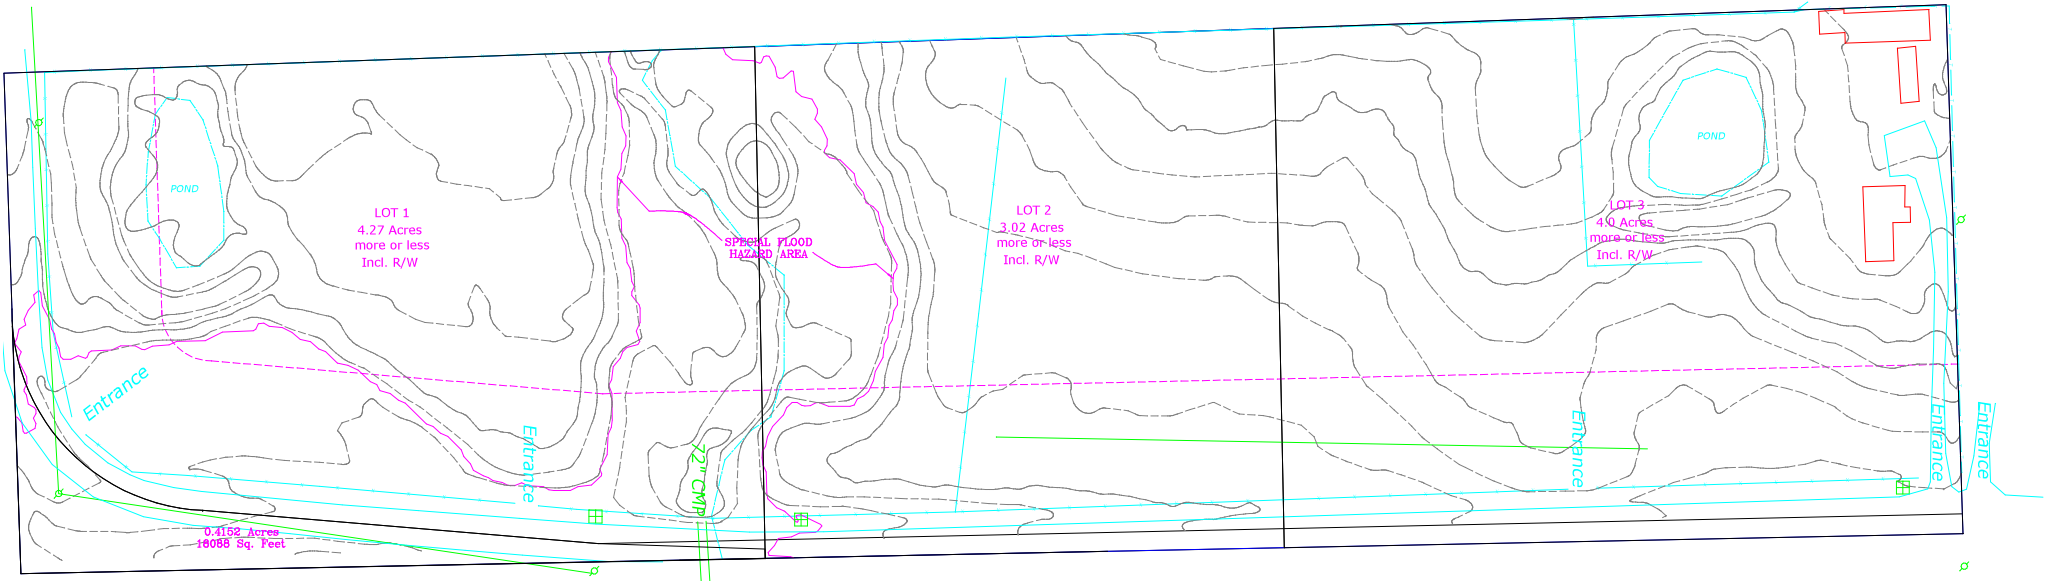 POND
LOT 1
4.27 Acres
more or less
Incl. R/W
SPECIAL FLOOD
HAZARD AREA
LOT 2
3.02 Acres
more or less
Incl. R/W
POND
LOT 3
4.0 Acres
more or less
Incl. R/W
Entrance
Entrance
72" CMP
Entrance
Entrance
Entrance
0.4152 Acres
18088 Sq. Feet